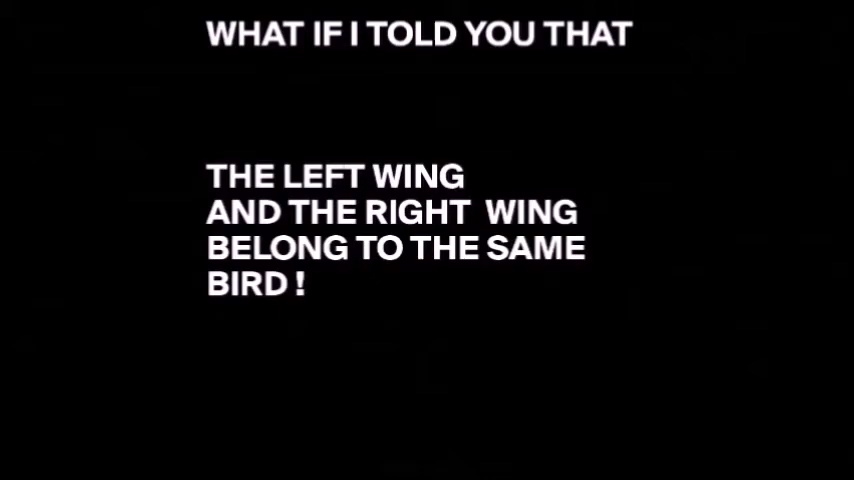 WHAT IF I TOLD YOU THAT
THE LEFT WING
AND THE RIGHT WING
BELONG TO THE SAME
BIRD !